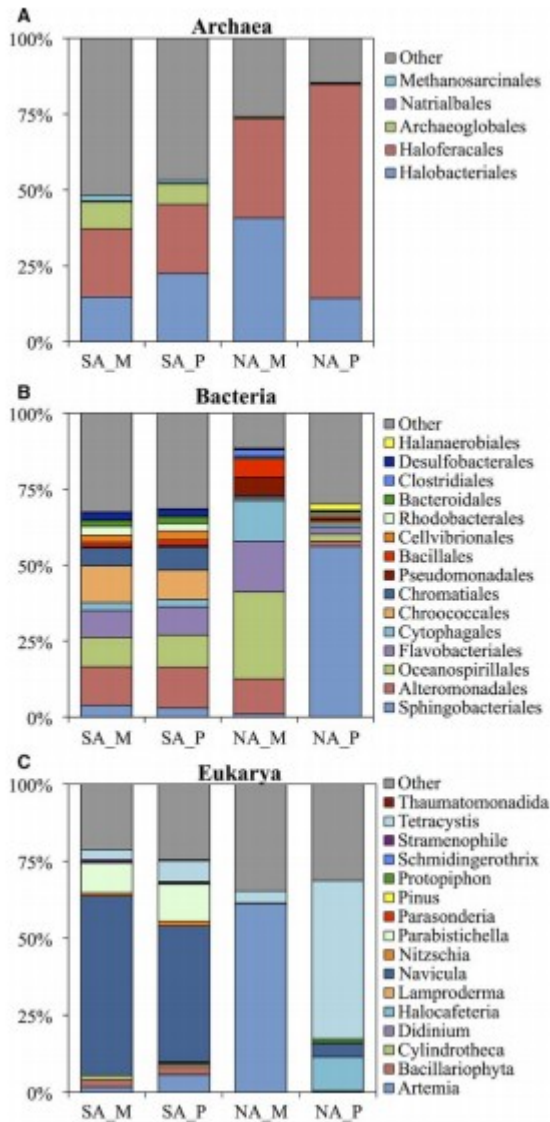 A
Archaea
100%
75%
50%
25%
0%
SA_M SA_P NA_M NA_P
Other
Methanosarcinales
Natrialbales
Archaeoglobales
Haloferacales
Halobacteriales
B
Bacteria
100%
75%
50%
25%
0%
SA_M SA_P NA_M NA_P
Other
Halanaerobiales
Desulfobacterales
Clostridiales
Bacteroidales
Rhodobacterales
Cellvibrionales
Bacillales
Pseudomonadales
Chromatiales
Chroococcales
Cytophagales
Flavobacteriales
Oceanospirillales
Alteromonadales
Sphingobacteriales
C
Eukarya
100%
75%
50%
25%
0%
SA_M SA_P NA_M NA_P
Other
Thaumatomonadida
Tetracystis
Stramenophile
Schmidingerothrix
Protopiphon
Pinus
Parasonderia
Parabistichella
Nitzschia
Navicula
Lamproderma
Halocafeteria
Didinium
Cylindrotheca
Bacillariophyta
Artemia